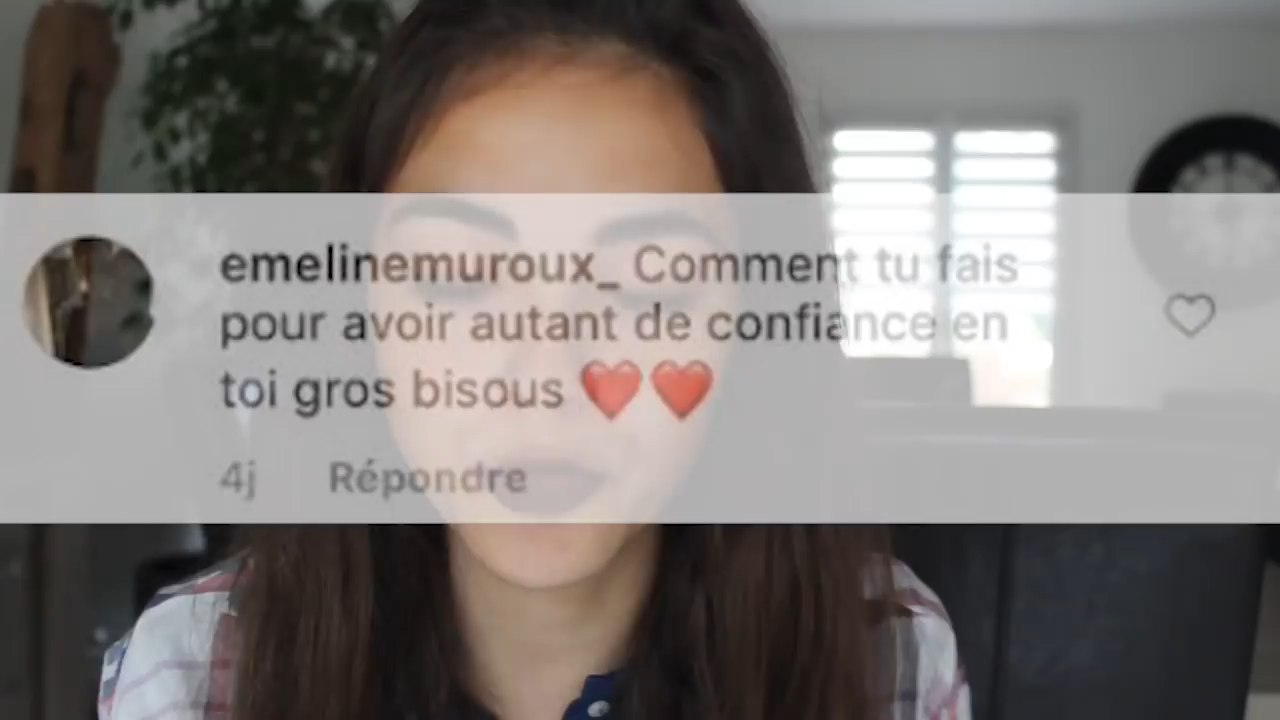 emelinemuroux_ Comment tu fais
pour avoir autant de confiance en
toi gros bisous ❤️❤️
4j Répondre